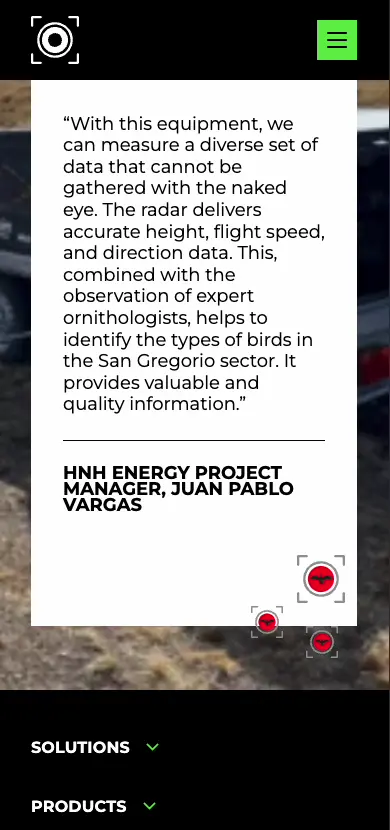 “With this equipment, we
can measure a diverse set of
data that cannot be
gathered with the naked
eye. The radar delivers
accurate height, flight speed,
and direction data. This,
combined with the
observation of expert
ornithologists, helps to
identify the types of birds in
the San Gregorio sector. It
provides valuable and
quality information.”
HNH ENERGY PROJECT
MANAGER, JUAN PABLO
VARGAS
SOLUTIONS
PRODUCTS